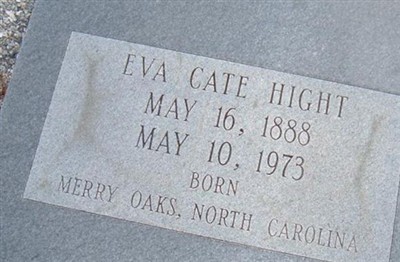 EVA CATE HIGHT
MAY 16, 1888
MAY 10, 1973
BORN
MERRY OAKS, NORTH CAROLINA